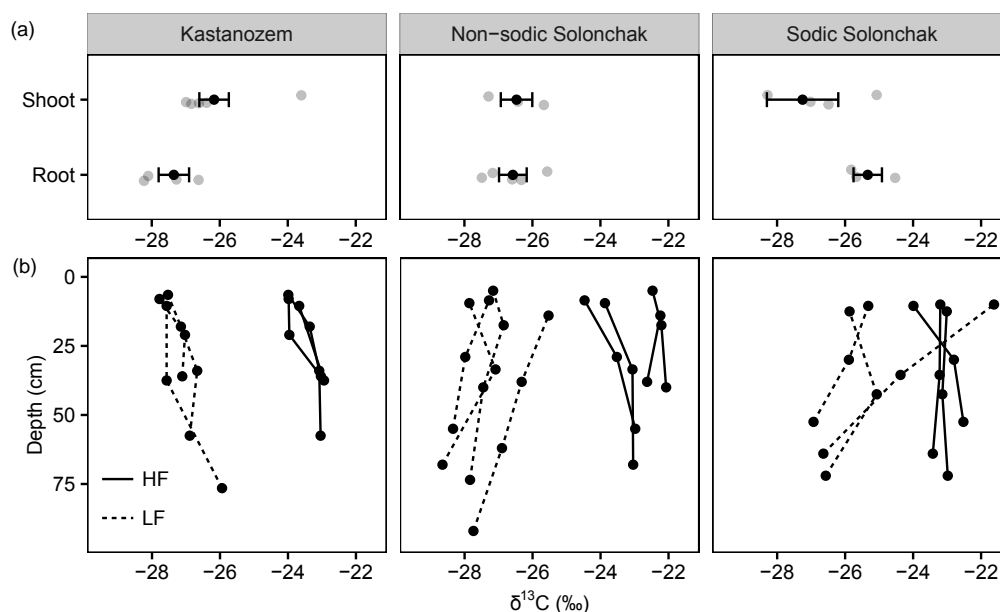 (a)
Kastanozem Non−sodic Solonchak Sodic Solonchak
Shoot
Root
−28 −26 −24 −22 −28 −26 −24 −22 −28 −26 −24 −22
(b)
0
25
50
75
Depth (cm)
HF
LF
−28 −26 −24 −22 −28 −26 −24 −22 −28 −26 −24 −22
δ¹³C (‰)